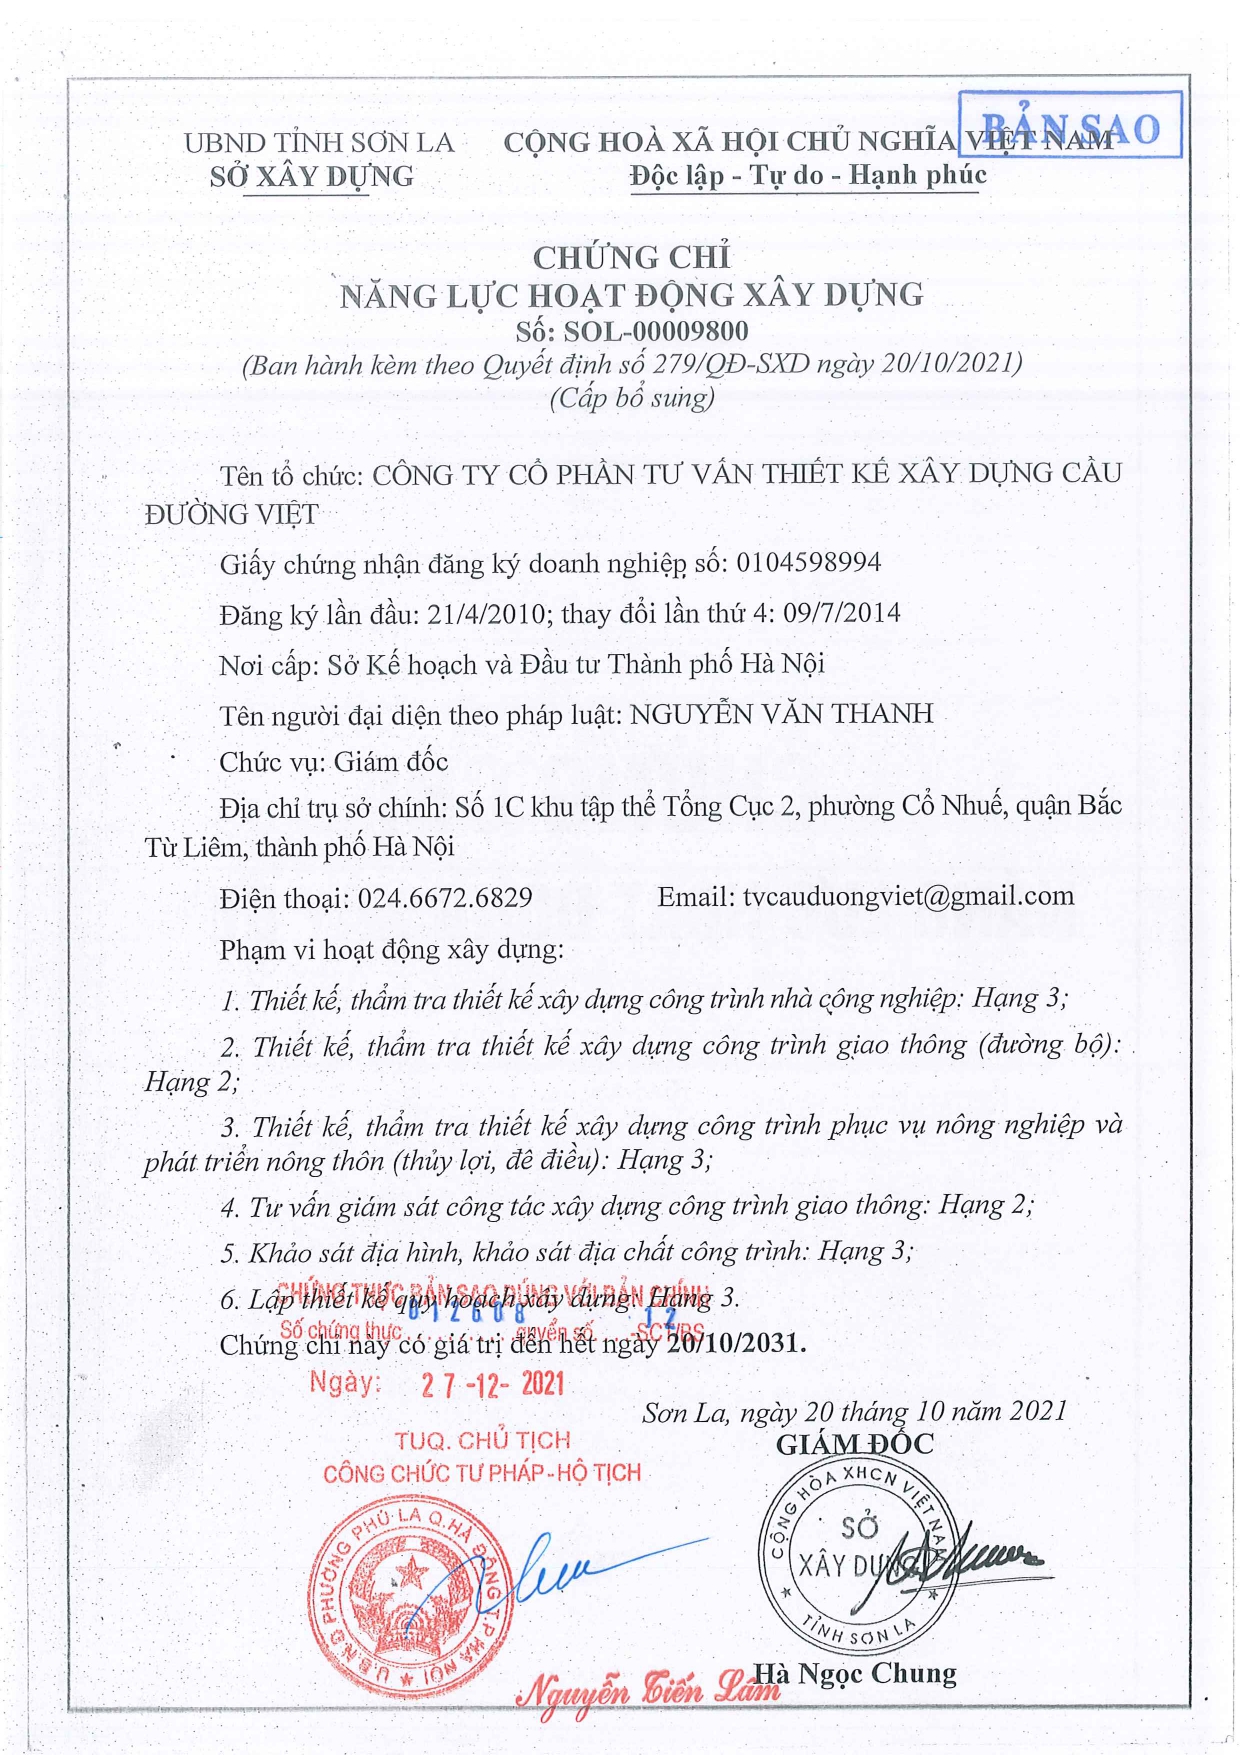 BẢN SAO
UBND TỈNH SƠN LA
SỞ XÂY DỰNG
CỘNG HOÀ XÃ HỘI CHỦ NGHĨA VIỆT NAM
Độc lập - Tự do - Hạnh phúc
CHỨNG CHỈ
NĂNG LỰC HOẠT ĐỘNG XÂY DỰNG
Số: SOL-00009800
(Ban hành kèm theo Quyết định số 279/QĐ-SXD ngày 20/10/2021)
(Cấp bổ sung)
Tên tổ chức: CÔNG TY CỔ PHẦN TƯ VẤN THIẾT KẾ XÂY DỰNG CẦU
ĐƯỜNG VIỆT
Giấy chứng nhận đăng ký doanh nghiệp số: 0104598994
Đăng ký lần đầu: 21/4/2010; thay đổi lần thứ 4: 09/7/2014
Nơi cấp: Sở Kế hoạch và Đầu tư Thành phố Hà Nội
Tên người đại diện theo pháp luật: NGUYỄN VĂN THANH
Chức vụ: Giám đốc
Địa chỉ trụ sở chính: Số 1C khu tập thể Tổng Cục 2, phường Cổ Nhuế, quận Bắc
Từ Liêm, thành phố Hà Nội
Điện thoại: 024.6672.6829 Email: tvcauduongviet@gmail.com
Phạm vi hoạt động xây dựng:
1. Thiết kế, thẩm tra thiết kế xây dựng công trình nhà công nghiệp: Hạng 3;
2. Thiết kế, thẩm tra thiết kế xây dựng công trình giao thông (đường bộ):
Hạng 2;
3. Thiết kế, thẩm tra thiết kế xây dựng công trình phục vụ nông nghiệp và
phát triển nông thôn (thủy lợi, đê điều): Hạng 3;
4. Tư vấn giám sát công tác xây dựng công trình giao thông: Hạng 2;
5. Khảo sát địa hình, khảo sát địa chất công trình: Hạng 3;
CHỨNG THỰC BẢN SAO ĐÚNG VỚI BẢN CHÍNH
6. Lập thiết kế quy hoạch xây dựng: Hạng 3.
Số chứng thực 012608 quyển số 12 -SCT/BS
Chứng chỉ này có giá trị đến hết ngày 20/10/2031.
Ngày: 27-12-2021
Sơn La, ngày 20 tháng 10 năm 2021
GIÁM ĐỐC
TUQ. CHỦ TỊCH
CÔNG CHỨC TƯ PHÁP-HỘ TỊCH
U.B.N.D PHƯỜNG PHÚ LA Q.HÀ ĐÔNG T.P HÀ NỘI
CỘNG HÒA XHCN VIỆT NAM
SỞ
XÂY DỰNG
TỈNH SƠN LA
Hà Ngọc Chung
Nguyễn Tiến Lâm